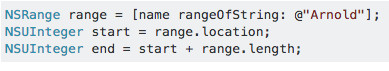 NSRange range = [name rangeOfString: @"Arnold"];
NSUInteger start = range.location;
NSUInteger end = start + range.length;